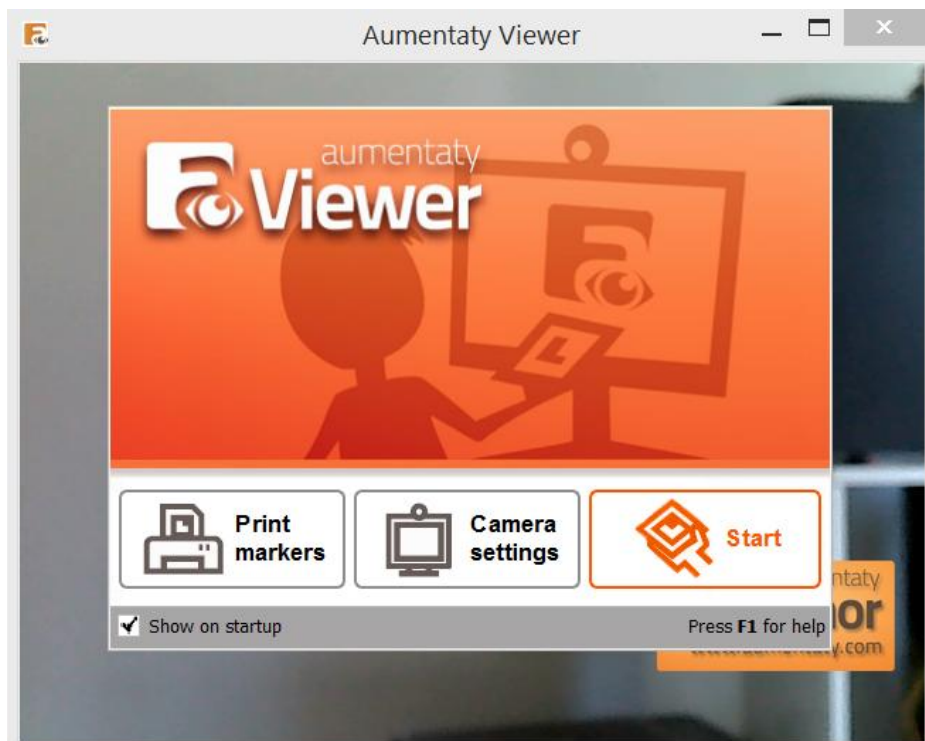 Aumentaty Viewer
aumentaty
Viewer
Print
markers
Camera
settings
Start
Show on startup
Press F1 for help